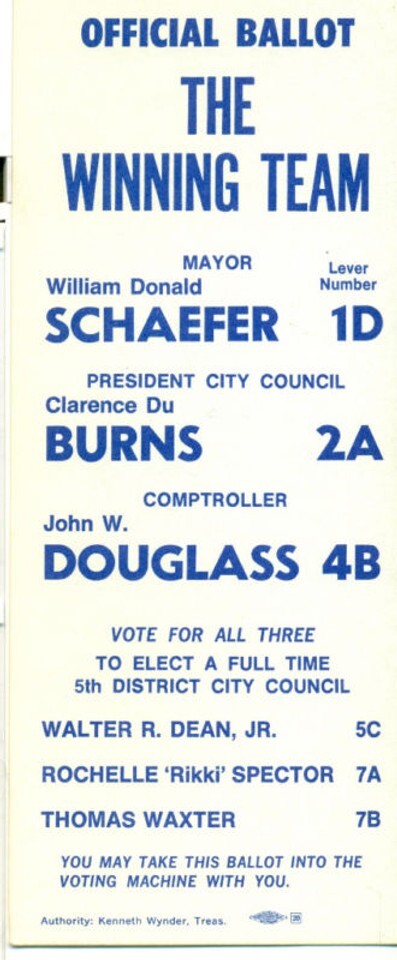 OFFICIAL BALLOT
THE
WINNING TEAM
MAYOR
Lever
Number
William Donald
SCHAEFER 1D
PRESIDENT CITY COUNCIL
Clarence Du
BURNS 2A
COMPTROLLER
John W.
DOUGLASS 4B
VOTE FOR ALL THREE
TO ELECT A FULL TIME
5th DISTRICT CITY COUNCIL
WALTER R. DEAN, JR. 5C
ROCHELLE 'Rikki' SPECTOR 7A
THOMAS WAXTER 7B
YOU MAY TAKE THIS BALLOT INTO THE
VOTING MACHINE WITH YOU.
Authority: Kenneth Wynder, Treas.